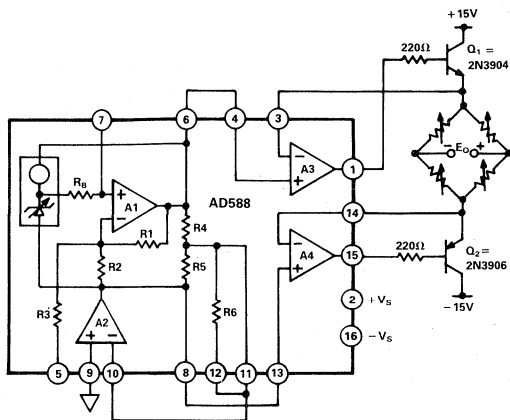 +15V
Q1 =
2N3904
220Ω
7
6
4
3
AD588
RB
+
−
A1
R1
R4
R5
R2
R3
R6
A2
+
−
−
+
A3
1
− EO +
14
−
+
A4
15
220Ω
Q2
2N3906
−15V
2
+VS
16
−VS
5
9
10
8
12
11
13